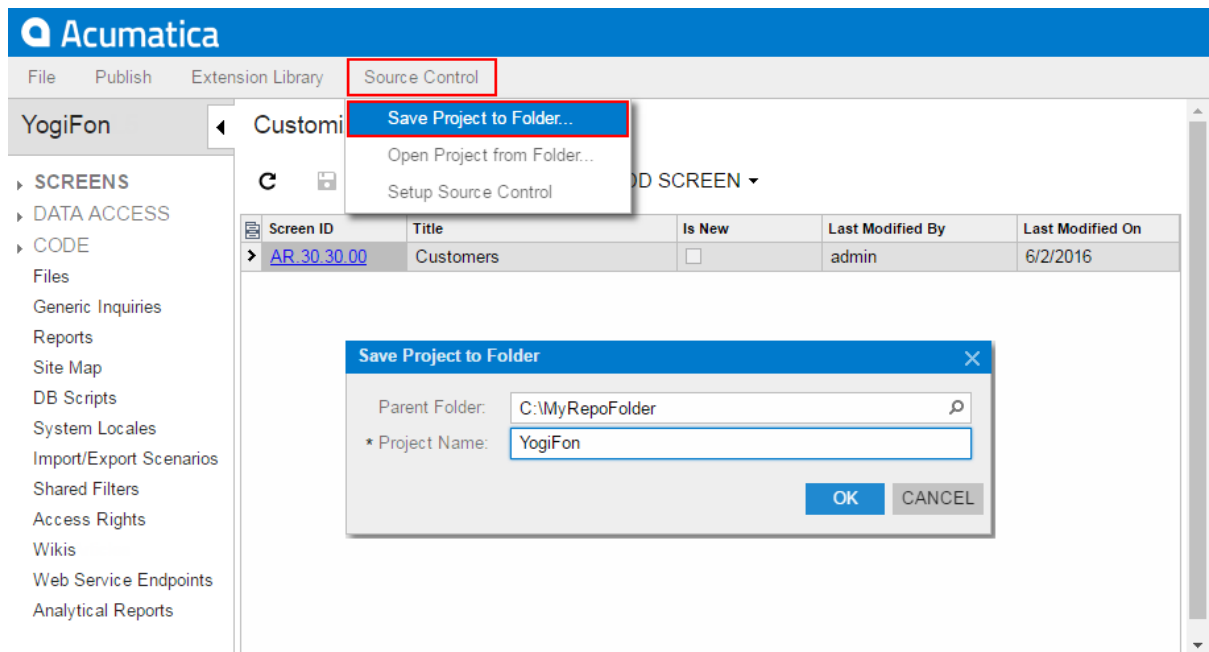 Acumatica
File Publish Extension Library Source Control
YogiFon Customi Save Project to Folder...
Open Project from Folder...
SCREENS DD SCREEN
Setup Source Control
DATA ACCESS
Screen ID Title Is New Last Modified By Last Modified On
CODE
AR.30.30.00 Customers admin 6/2/2016
Files
Generic Inquiries
Reports
Site Map
DB Scripts
System Locales
Import/Export Scenarios
Shared Filters
Access Rights
Wikis
Web Service Endpoints
Analytical Reports
Save Project to Folder
Parent Folder: C:\MyRepoFolder
* Project Name: YogiFon
OK CANCEL